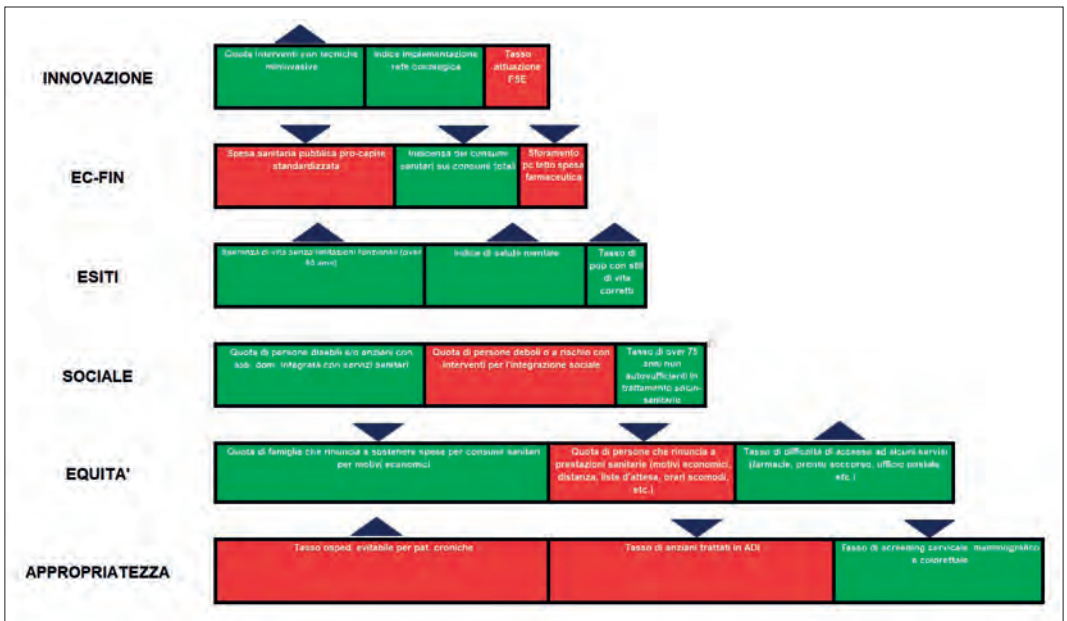 INNOVAZIONE
Quota interventi con tecniche
mininvasive
Indice implementazione
rete oncologica
Tasso
attuazione
FSE
EC-FIN
Spesa sanitaria pubblica pro-capite
standardizzata
Incidenza dei consumi
sanitari sui consumi totali
Sforamento
pc tetto spesa
farmaceutica
ESITI
Speranza di vita senza limitazioni funzionali (over
65 anni)
Indice di salute mentale
Tasso di
pop con stili
di vita
corretti
SOCIALE
Quota di persone disabili e/o anziani con
ass. dom. integrata con servizi sanitari
Quota di persone deboli o a rischio con
interventi per l'integrazione sociale
Tasso di over 75
anni non
autosufficienti in
trattamento socio-
sanitario
EQUITA'
Quota di famiglie che rinuncia a sostenere spese per consumi sanitari
per motivi economici
Quota di persone che rinuncia a
prestazioni sanitarie (motivi economici,
distanza, liste d'attesa, orari scomodi,
etc.)
Tasso di difficoltà di accesso ad alcuni servizi
(farmacie, pronto soccorso, ufficio postale,
etc.)
APPROPRIATEZZA
Tasso osped. evitabile per pat. croniche
Tasso di anziani trattati in ADI
Tasso di screening cervicale, mammografico
e colorettale